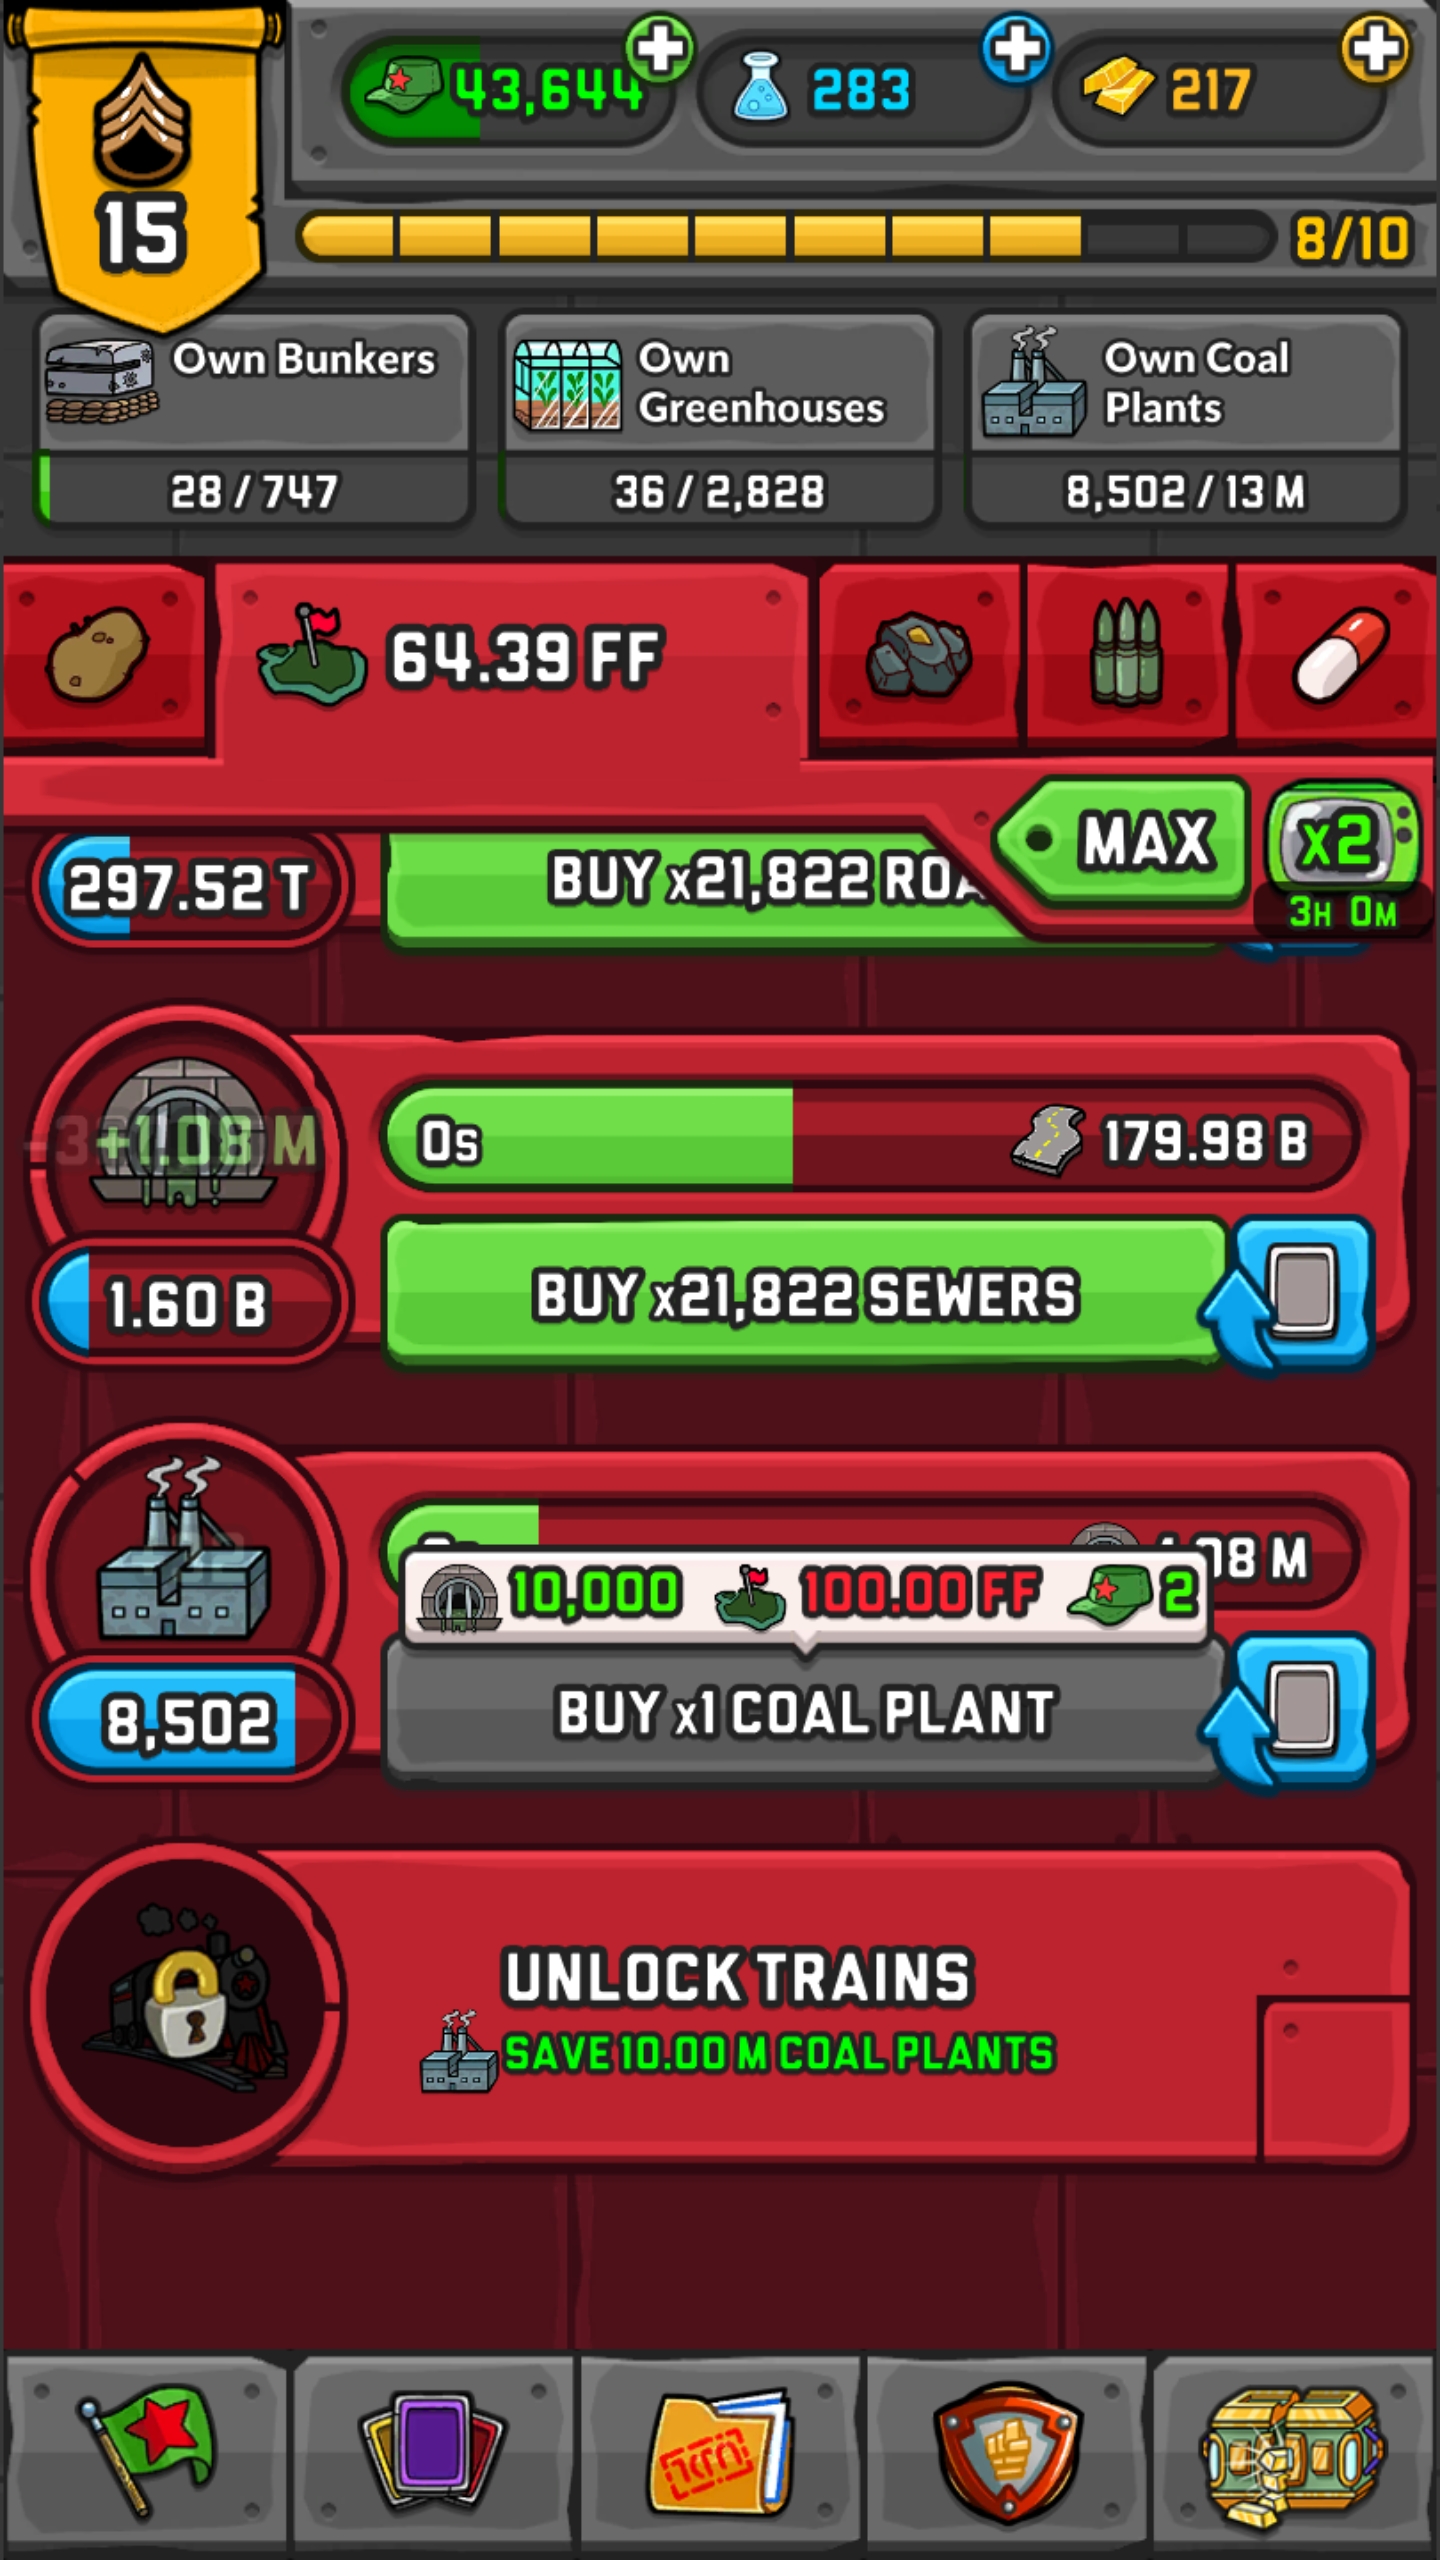 43,644
283
217
15
8/10
Own Bunkers
28 / 747
Own
Greenhouses
36 / 2,828
Own Coal
Plants
8,502 / 13 M
64.39 FF
MAX
x2
3H 0M
297.52 T
BUY x21,822 ROA
+1.08 M
0s
179.98 B
1.60 B
BUY x21,822 SEWERS
08 M
10,000
100.00 FF
2
8,502
BUY x1 COAL PLANT
UNLOCK TRAINS
SAVE 10.00 M COAL PLANTS